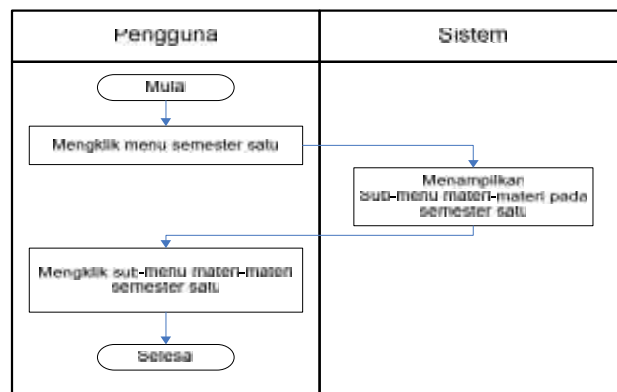 Pengguna
Sistem
Mulai
Mengklik menu semester satu
Menampilkan
Sub-menu materi-materi pada
semester satu
Mengklik sub-menu materi-materi
semester satu
Selesai